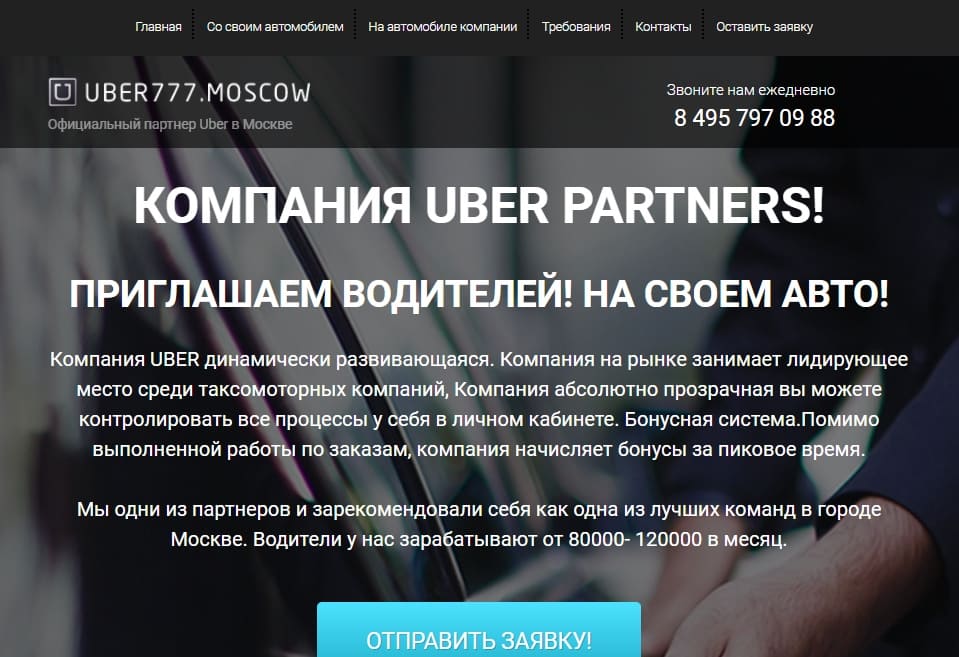 Главная Со своим автомобилем На автомобиле компании Требования Контакты Оставить заявку
UBER777.MOSCOW
Официальный партнер Uber в Москве
Звоните нам ежедневно
8 495 797 09 88
КОМПАНИЯ UBER PARTNERS!
ПРИГЛАШАЕМ ВОДИТЕЛЕЙ! НА СВОЕМ АВТО!
Компания UBER динамически развивающаяся. Компания на рынке занимает лидирующее
место среди таксомоторных компаний, Компания абсолютно прозрачная вы можете
контролировать все процессы у себя в личном кабинете. Бонусная система.Помимо
выполненной работы по заказам, компания начисляет бонусы за пиковое время.
Мы одни из партнеров и зарекомендовали себя как одна из лучших команд в городе
Москве. Водители у нас зарабатывают от 80000- 120000 в месяц.
ОТПРАВИТЬ ЗАЯВКУ!